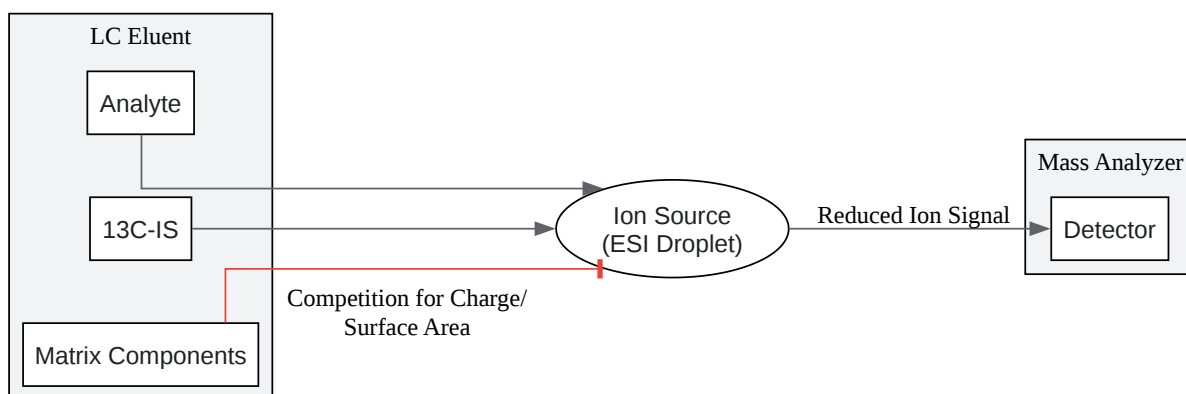 LC Eluent
Analyte
13C-IS
Matrix Components
Competition for Charge/
Surface Area
Ion Source
(ESI Droplet)
Reduced Ion Signal
Mass Analyzer
Detector